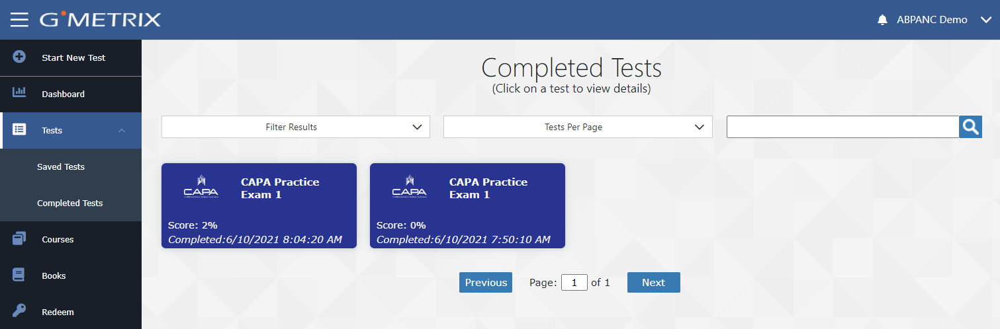 G METRIX
ABPANC Demo
Start New Test
Dashboard
Tests
Saved Tests
Completed Tests
Courses
Books
Redeem
Completed Tests
(Click on a test to view details)
Filter Results
Tests Per Page
CAPA
CAPA Practice
Exam 1
Score: 2%
Completed:6/10/2021 8:04:20 AM
CAPA
CAPA Practice
Exam 1
Score: 0%
Completed:6/10/2021 7:50:10 AM
Previous Page: 1 of 1 Next